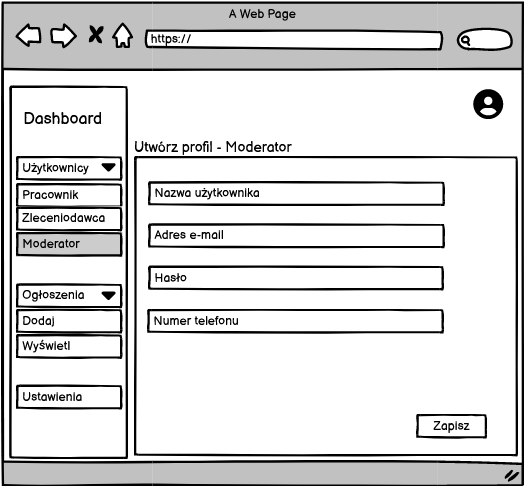 A Web Page
https://
Dashboard
Utwórz profil - Moderator
Użytkownicy
Pracownik
Zleceniodawca
Moderator
Ogłoszenia
Dodaj
Wyświetl
Ustawienia
Nazwa użytkownika
Adres e-mail
Hasło
Numer telefonu
Zapisz